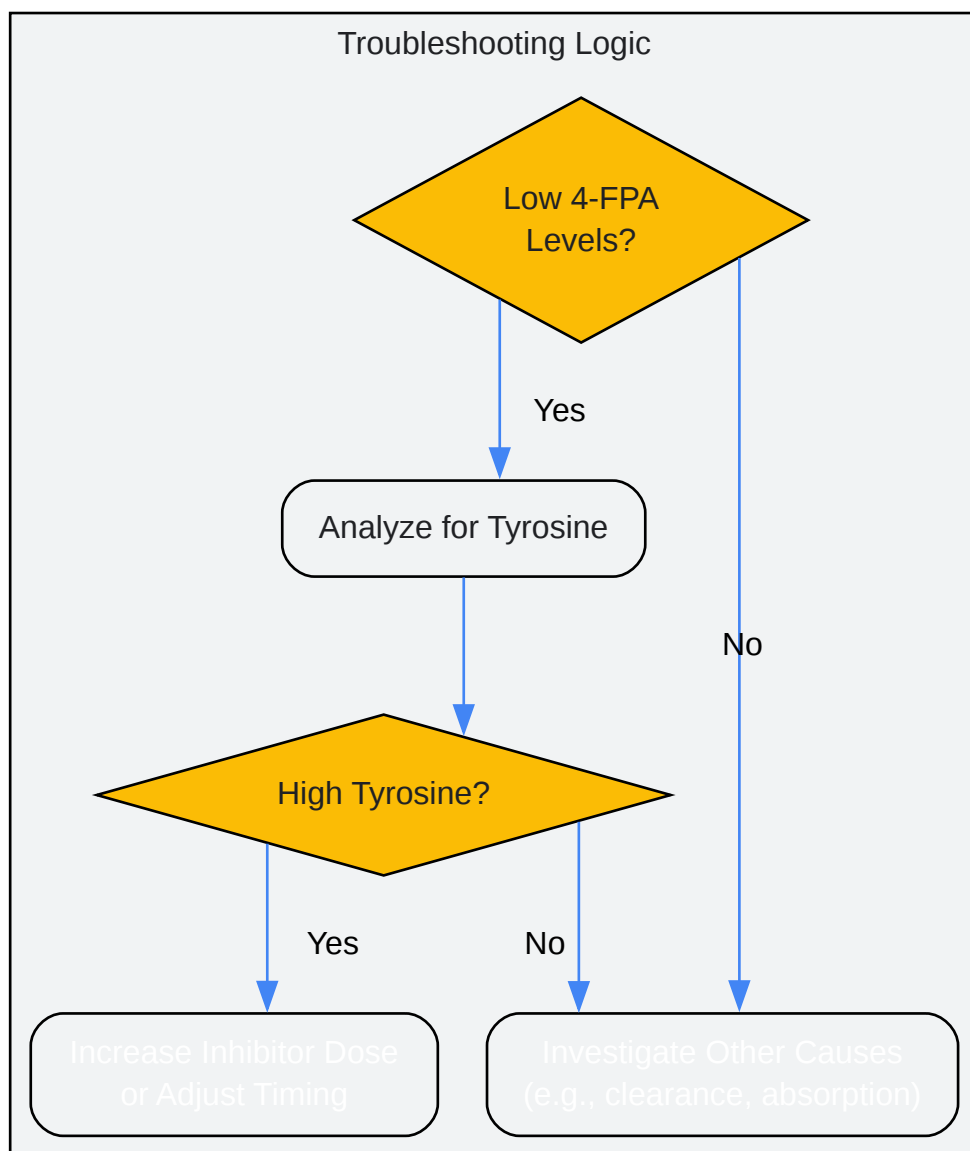 Troubleshooting Logic
Low 4-FPA
Levels?
Yes
Analyze for Tyrosine
No
High Tyrosine?
Yes
No
Increase Inhibitor Dose
or Adjust Timing
Investigate Other Causes
(e.g., clearance, absorption)